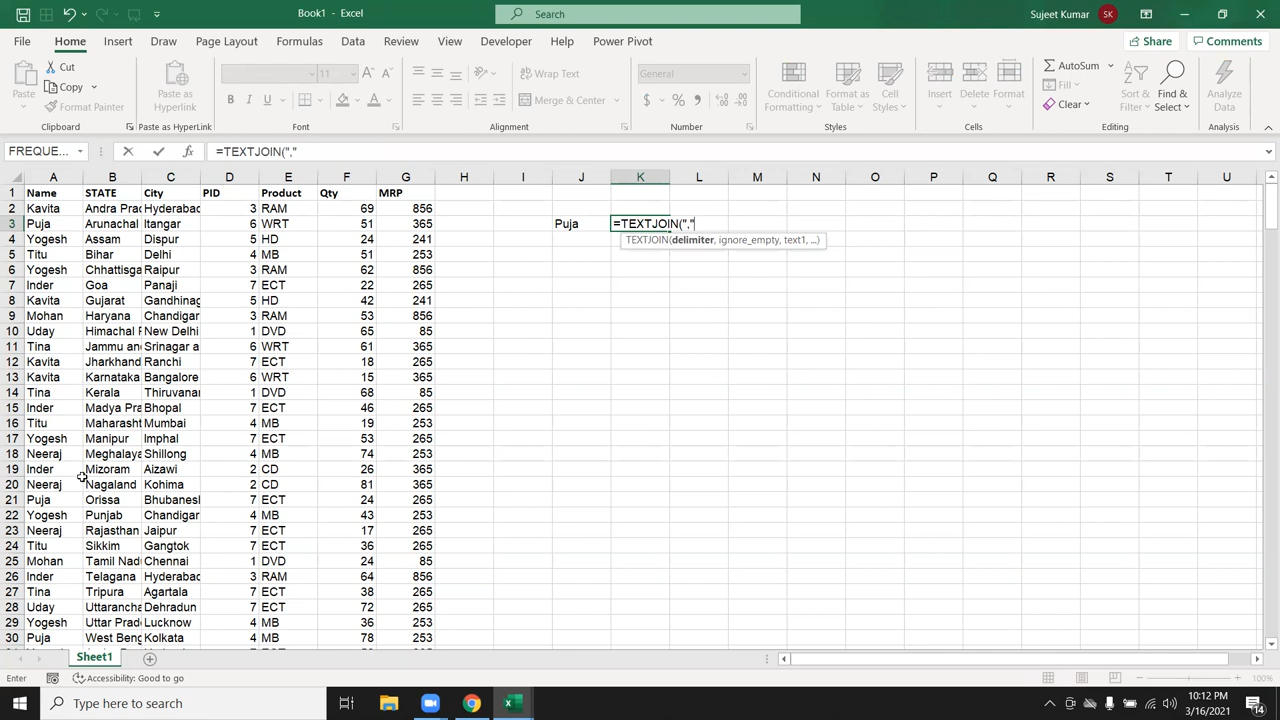 Book1 - Excel
Search
Sujeet Kumar
SK
File Home Insert Draw Page Layout Formulas Data Review View Developer Help Power Pivot
Share Comments
Paste
Cut
Copy
Format Painter
Paste as Hyperlink
11
Wrap Text
Merge & Center
General
Conditional Formatting
Format as Table
Cell Styles
Insert Delete Format
AutoSum
Fill
Clear
Sort & Filter
Find & Select
Analyze Data
Clipboard Paste as HyperLink Font Alignment Number Styles Cells Editing Analysis
FREQUE... =TEXTJOIN(","
A B C D E F G H I J K L M N O P Q R S T U
1 Name STATE City PID Product Qty MRP
2 Kavita Andra Prad Hyderabad 3 RAM 69 856
3 Puja Arunachal Itangar 6 WRT 51 365 Puja =TEXTJOIN(","
4 Yogesh Assam Dispur 5 HD 24 241 TEXTJOIN(delimiter, ignore_empty, text1, ...)
5 Titu Bihar Delhi 4 MB 51 253
6 Yogesh Chhattisga Raipur 3 RAM 62 856
7 Inder Goa Panaji 7 ECT 22 265
8 Kavita Gujarat Gandhinag 5 HD 42 241
9 Mohan Haryana Chandigar 3 RAM 53 856
10 Uday Himachal P New Delhi 1 DVD 65 85
11 Tina Jammu an Srinagar a 6 WRT 61 365
12 Kavita Jharkhand Ranchi 7 ECT 18 265
13 Kavita Karnataka Bangalore 6 WRT 15 365
14 Tina Kerala Thiruvanar 1 DVD 68 85
15 Inder Madya Pra Bhopal 7 ECT 46 265
16 Titu Maharasht Mumbai 4 MB 19 253
17 Yogesh Manipur Imphal 7 ECT 53 265
18 Neeraj Meghalaya Shillong 4 MB 74 253
19 Inder Mizoram Aizawi 2 CD 26 365
20 Neeraj Nagaland Kohima 2 CD 81 365
21 Puja Orissa Bhubanesl 7 ECT 24 265
22 Yogesh Punjab Chandigar 4 MB 43 253
23 Neeraj Rajasthan Jaipur 7 ECT 17 265
24 Titu Sikkim Gangtok 7 ECT 36 265
25 Mohan Tamil Nadu Chennai 1 DVD 24 85
26 Inder Telagana Hyderabad 3 RAM 64 856
27 Tina Tripura Agartala 7 ECT 38 265
28 Uday Uttarancha Dehradun 7 ECT 72 265
29 Yogesh Uttar Prade Lucknow 4 MB 36 253
30 Puja West Beng Kolkata 4 MB 78 253
Sheet1
Enter Accessibility: Good to go 100%
Type here to search
10:12 PM
3/16/2021